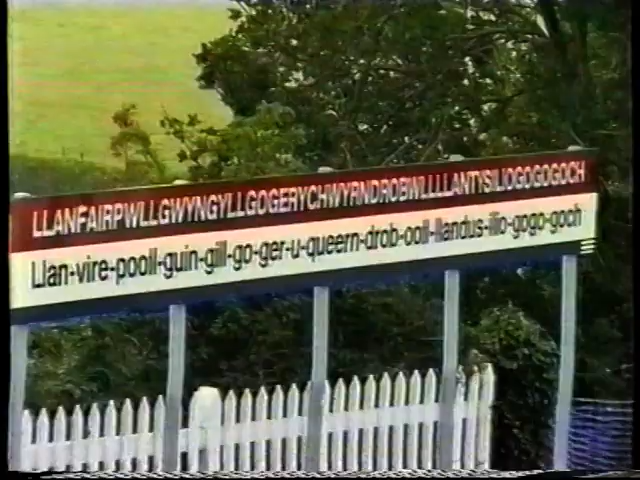 LLANFAIRPWLLGWYNGYLLGOGERYCHWYRNDROBWLLLLANTYSILIOGOGOGOCH
Llan-vire-pooll-guin-gill-go-ger-u-queern-drob-ooll-llandus-ilio-gogo-goch